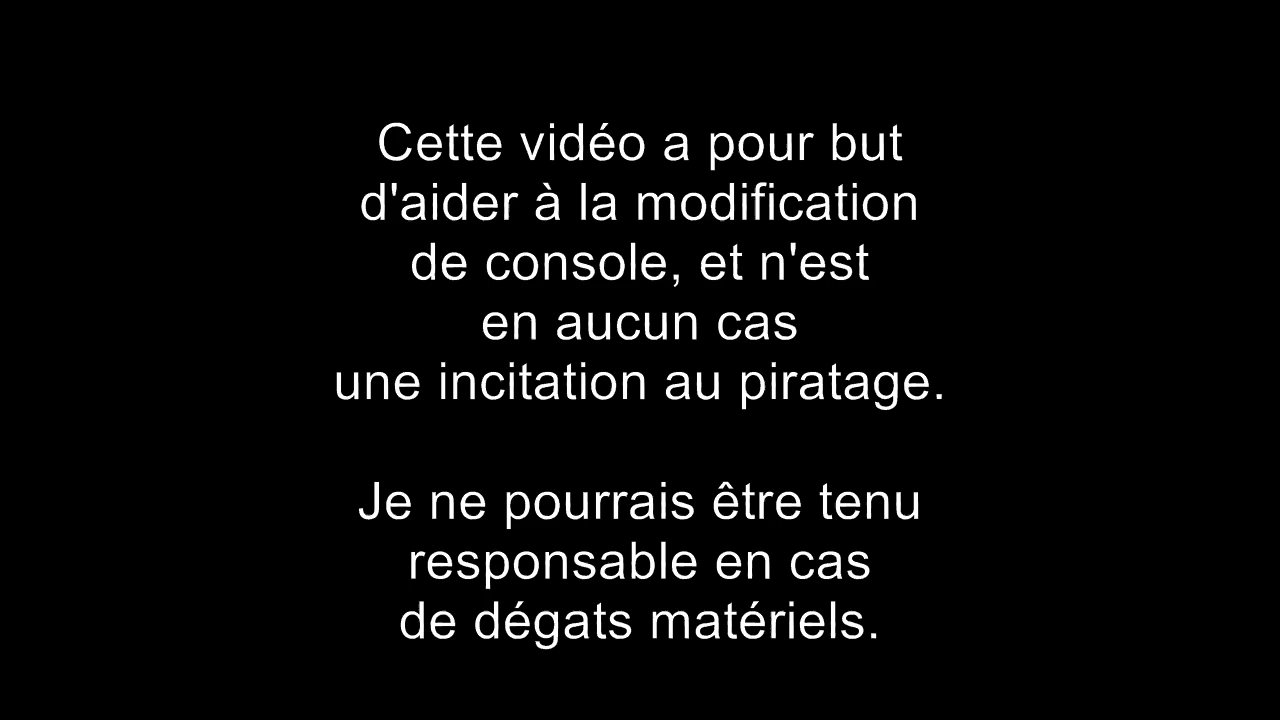 Cette vidéo a pour but
d'aider à la modification
de console, et n'est
en aucun cas
une incitation au piratage.
Je ne pourrais être tenu
responsable en cas
de dégats matériels.